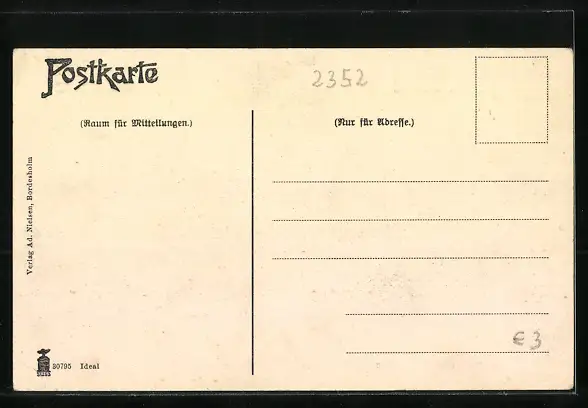 Postkarte
2352
(Raum für Mitteilungen.)
(Nur für Adresse.)
Verlag Ad. Nielsen, Bordesholm
30795 Ideal
€ 3